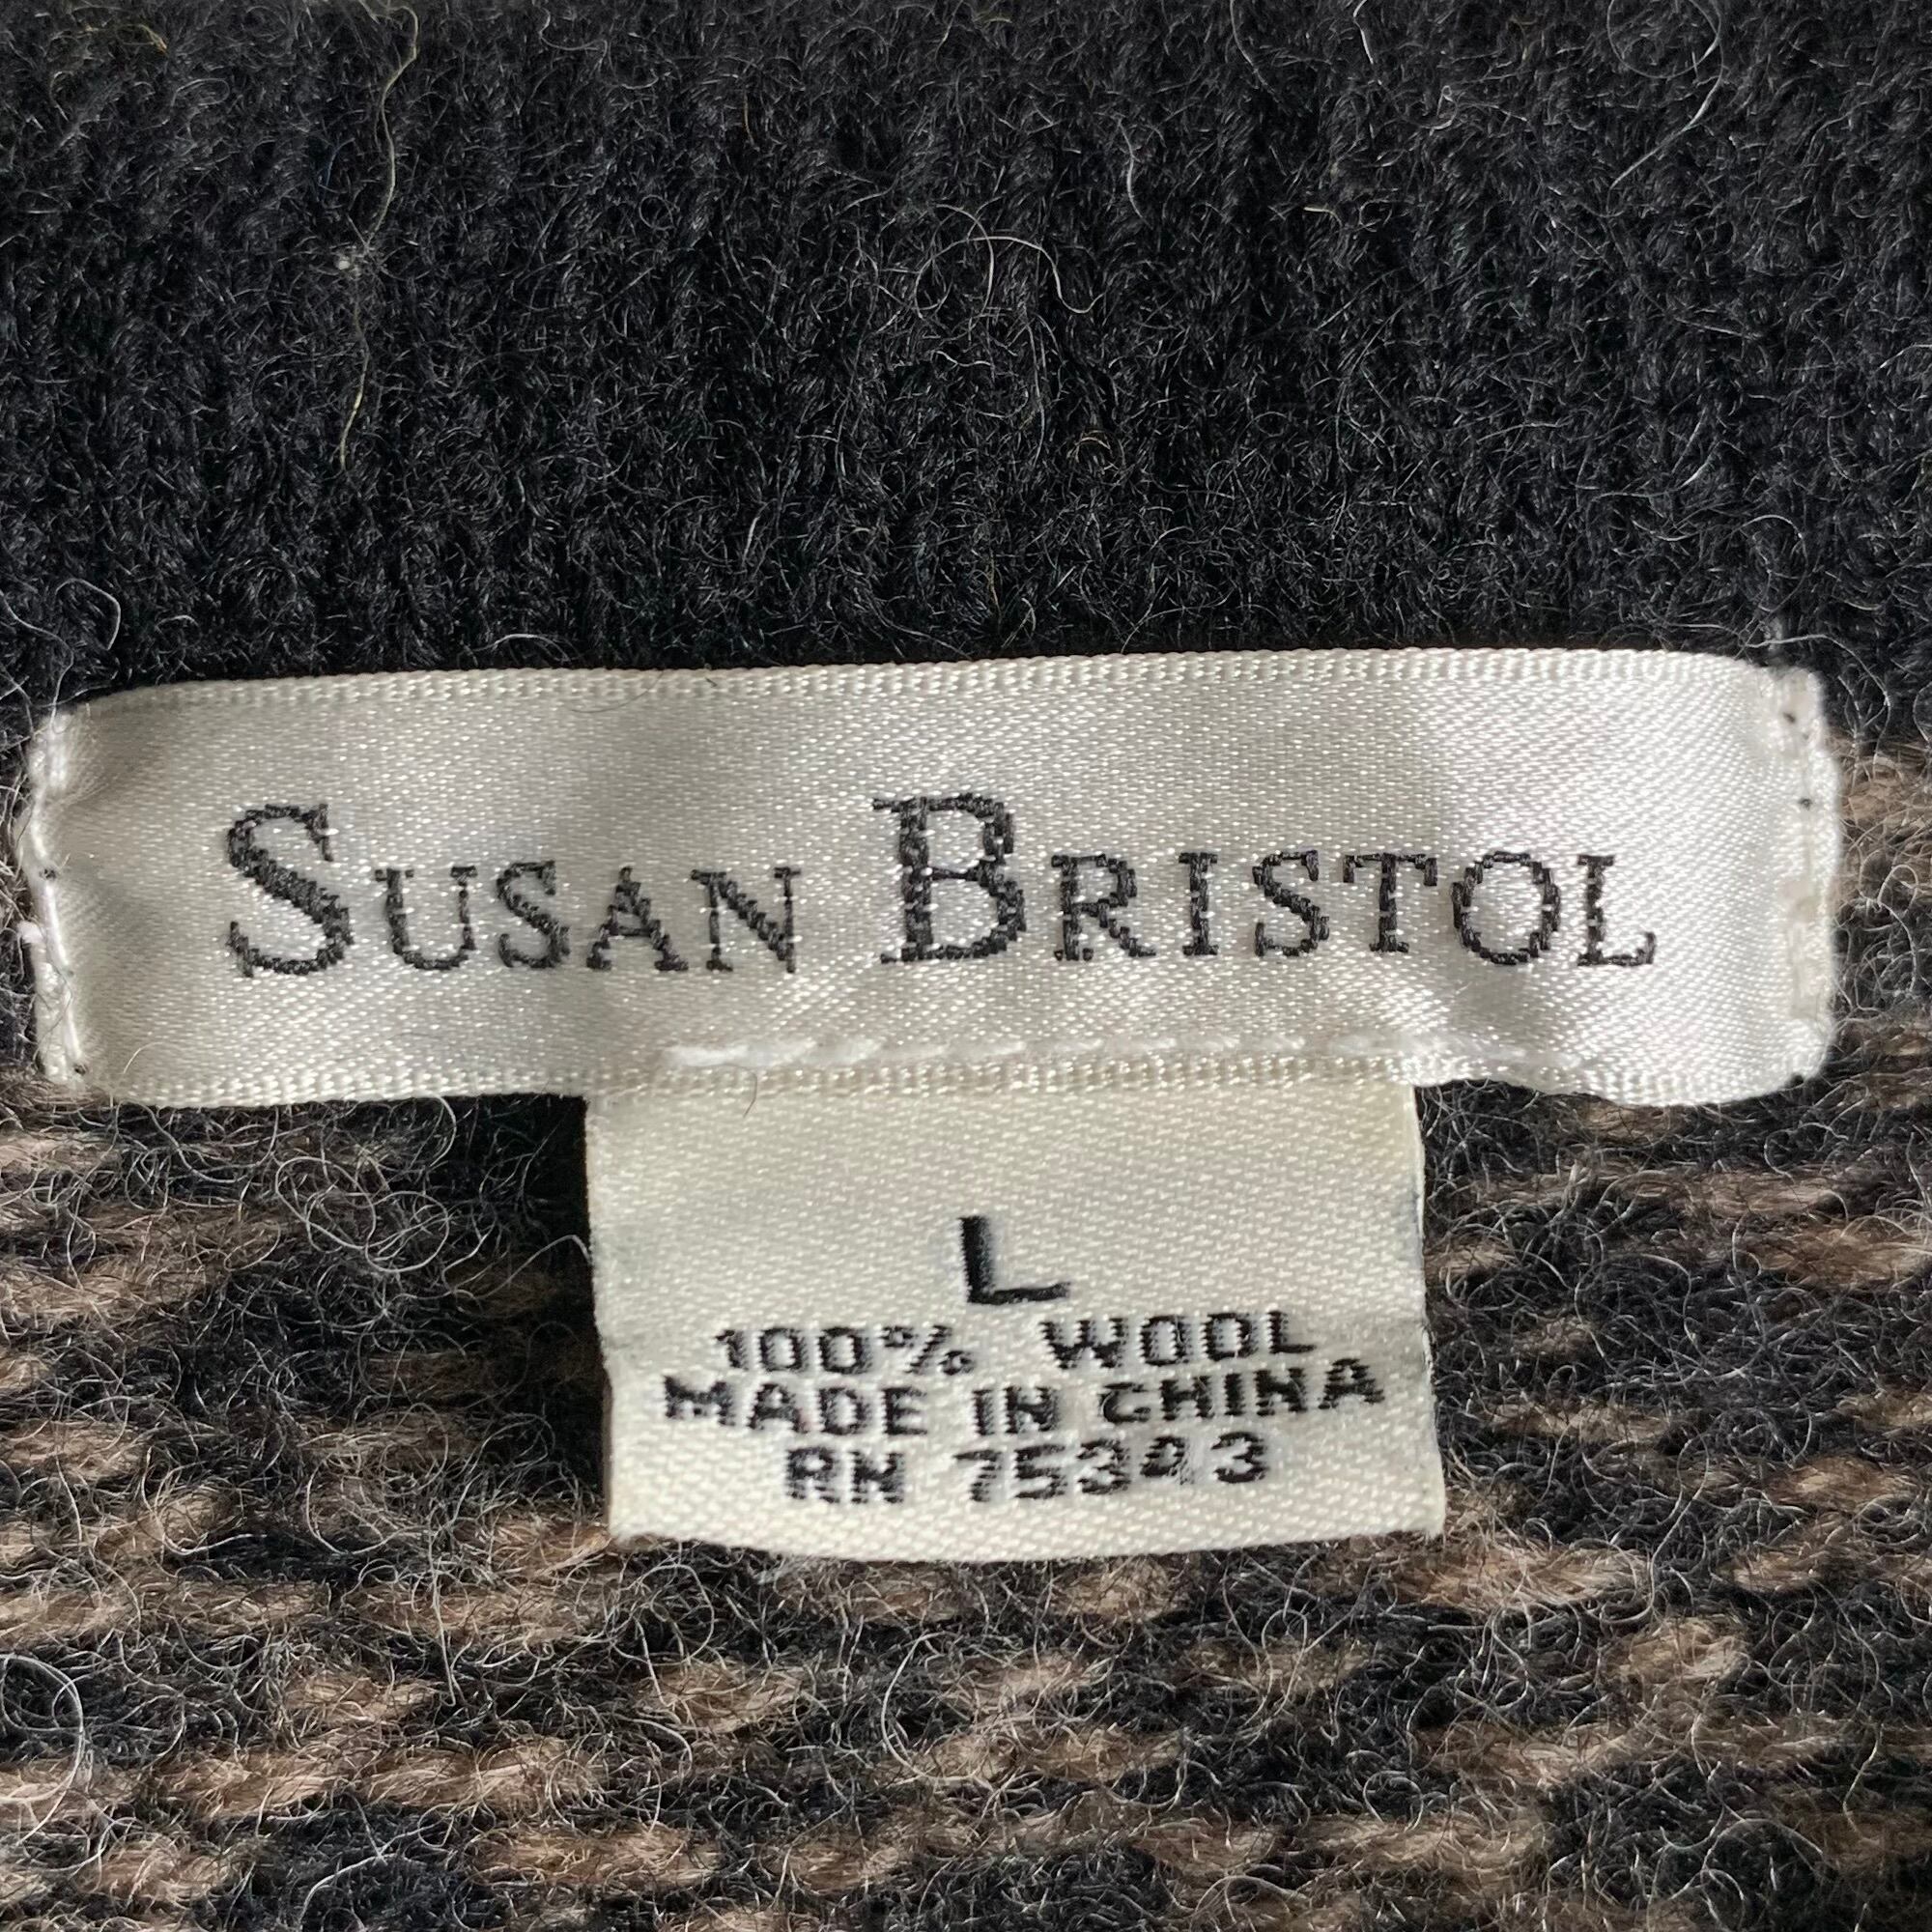 SUSAN BRISTOL
L
100% WOOL
MADE IN CHINA
RN 75343